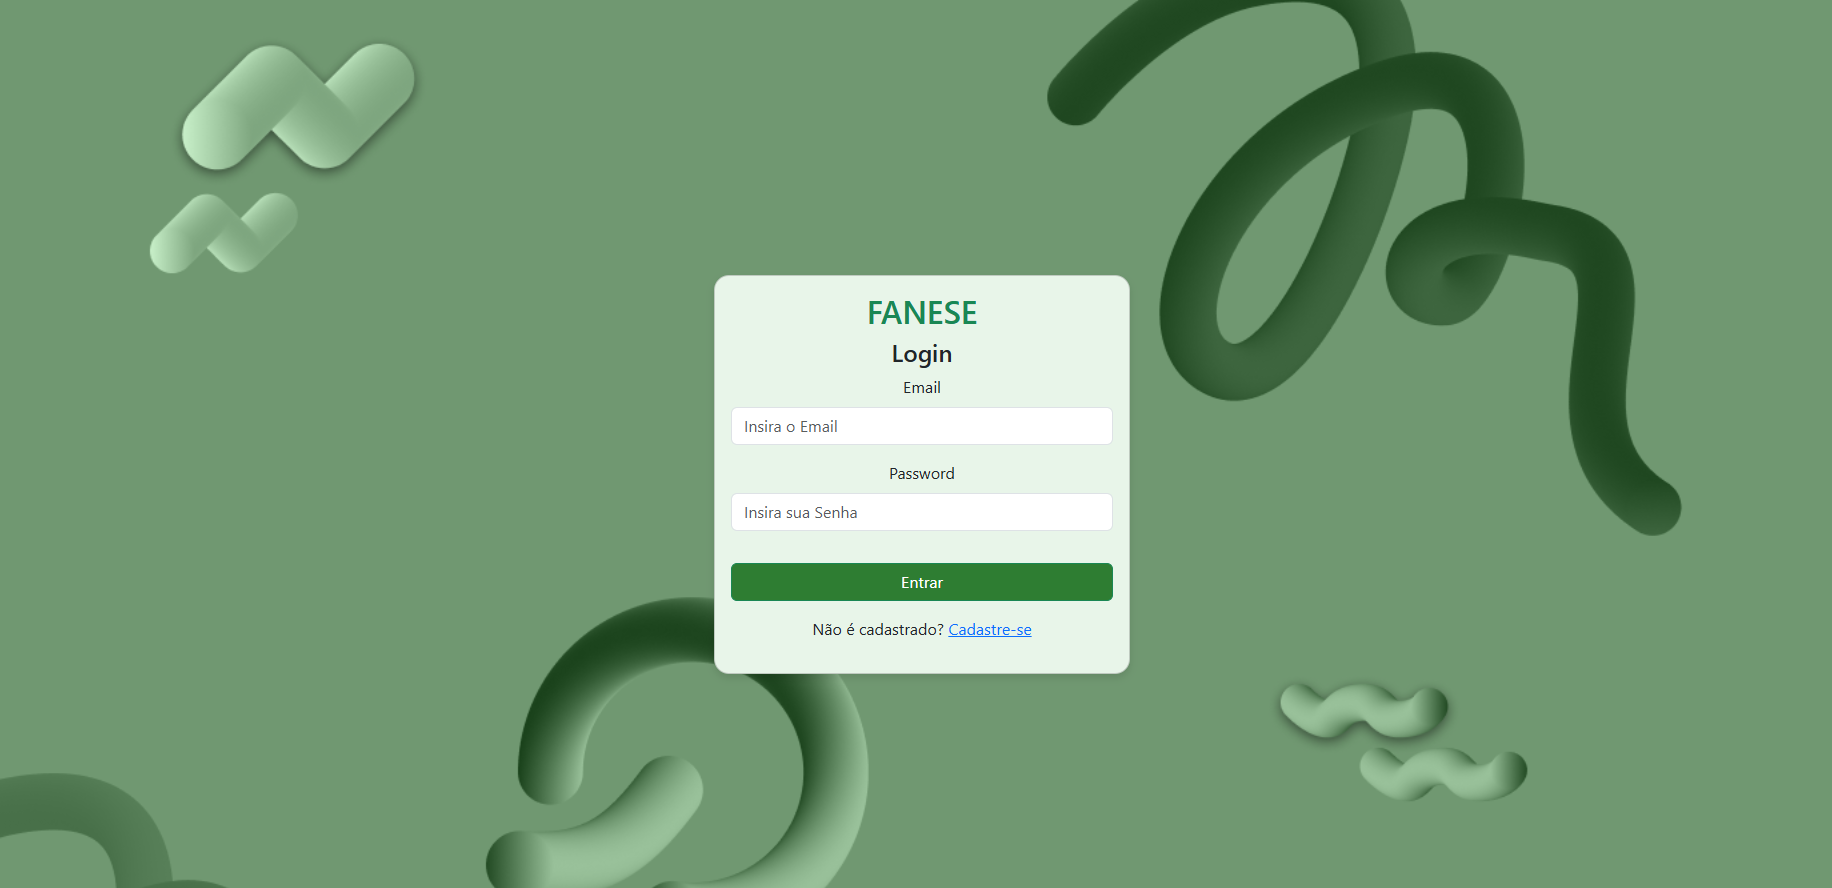 FANESE
Login
Email
Insira o Email
Password
Insira sua Senha
Entrar
Não é cadastrado? Cadastre-se